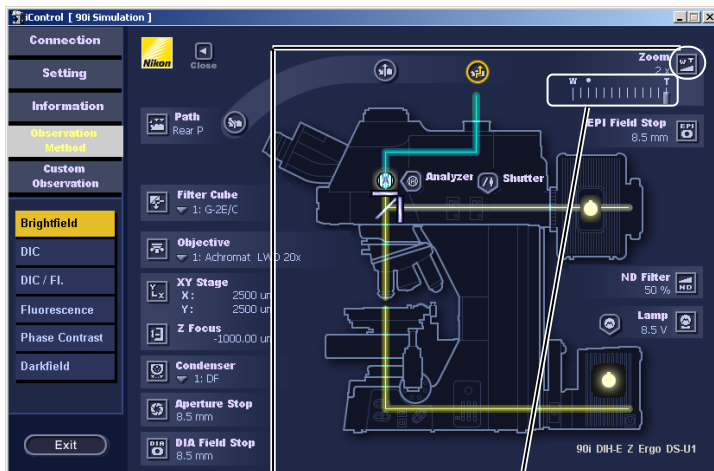 iControl [ 90i Simulation ]
Connection
Setting
Information
Observation
Method
Custom
Observation
Brightfield
DIC
DIC / Fl.
Fluorescence
Phase Contrast
Darkfield
Exit
Nikon
Close
Path
Rear P
Filter Cube
1: G-2E/C
Objective
1: Achromat LWD 20x
XY Stage
X: 2500 um
Y: 2500 um
Z Focus
-1000.00 um
Condenser
1: DF
Aperture Stop
8.5 mm
DIA
DIA Field Stop
8.5 mm
Analyzer
Shutter
Zoom
2 x
W T
W T
EPI Field Stop
8.5 mm
EPI
ND Filter
50 %
ND
Lamp
8.5 V
90i DIH-E Z Ergo DS-U1